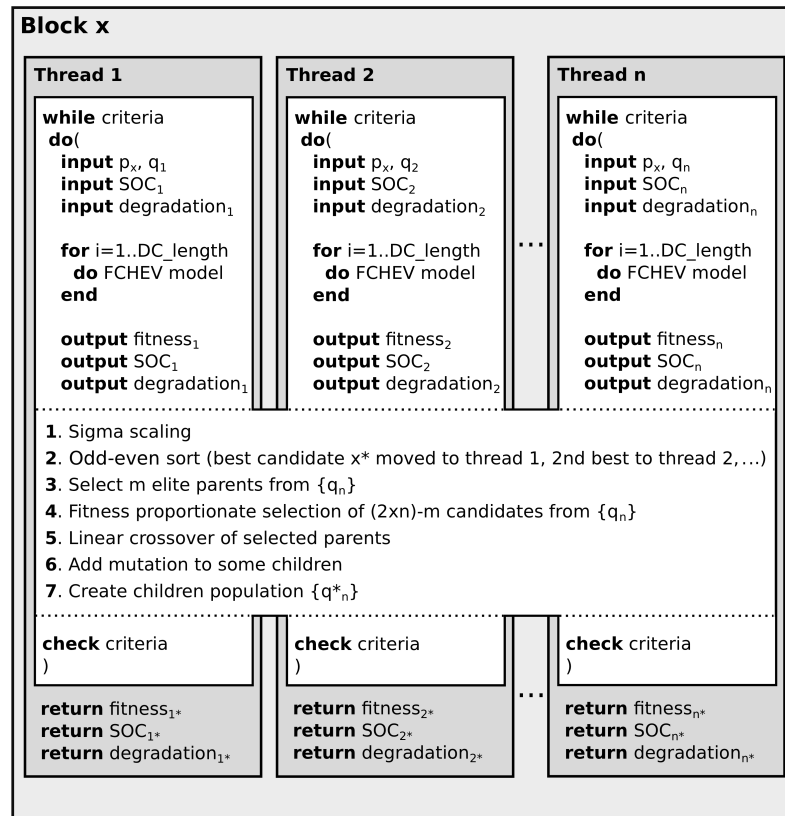 Block x
Thread 1
while criteria
do(
input pₓ, q₁
input SOC₁
input degradation₁
for i=1..DC_length
do FCHEV model
end
output fitness₁
output SOC₁
output degradation₁
Thread 2
while criteria
do(
input pₓ, q₂
input SOC₂
input degradation₂
for i=1..DC_length
do FCHEV model
end
output fitness₂
output SOC₂
output degradation₂
...
Thread n
while criteria
do(
input pₓ, qₙ
input SOCₙ
input degradationₙ
for i=1..DC_length
do FCHEV model
end
output fitnessₙ
output SOCₙ
output degradationₙ
1. Sigma scaling
2. Odd-even sort (best candidate x* moved to thread 1, 2nd best to thread 2,...)
3. Select m elite parents from {qₙ}
4. Fitness proportionate selection of (2xn)-m candidates from {qₙ}
5. Linear crossover of selected parents
6. Add mutation to some children
7. Create children population {q*ₙ}
check criteria
)
return fitness₁*
return SOC₁*
return degradation₁*
check criteria
)
return fitness₂*
return SOC₂*
return degradation₂*
...
check criteria
)
return fitnessₙ*
return SOCₙ*
return degradationₙ*